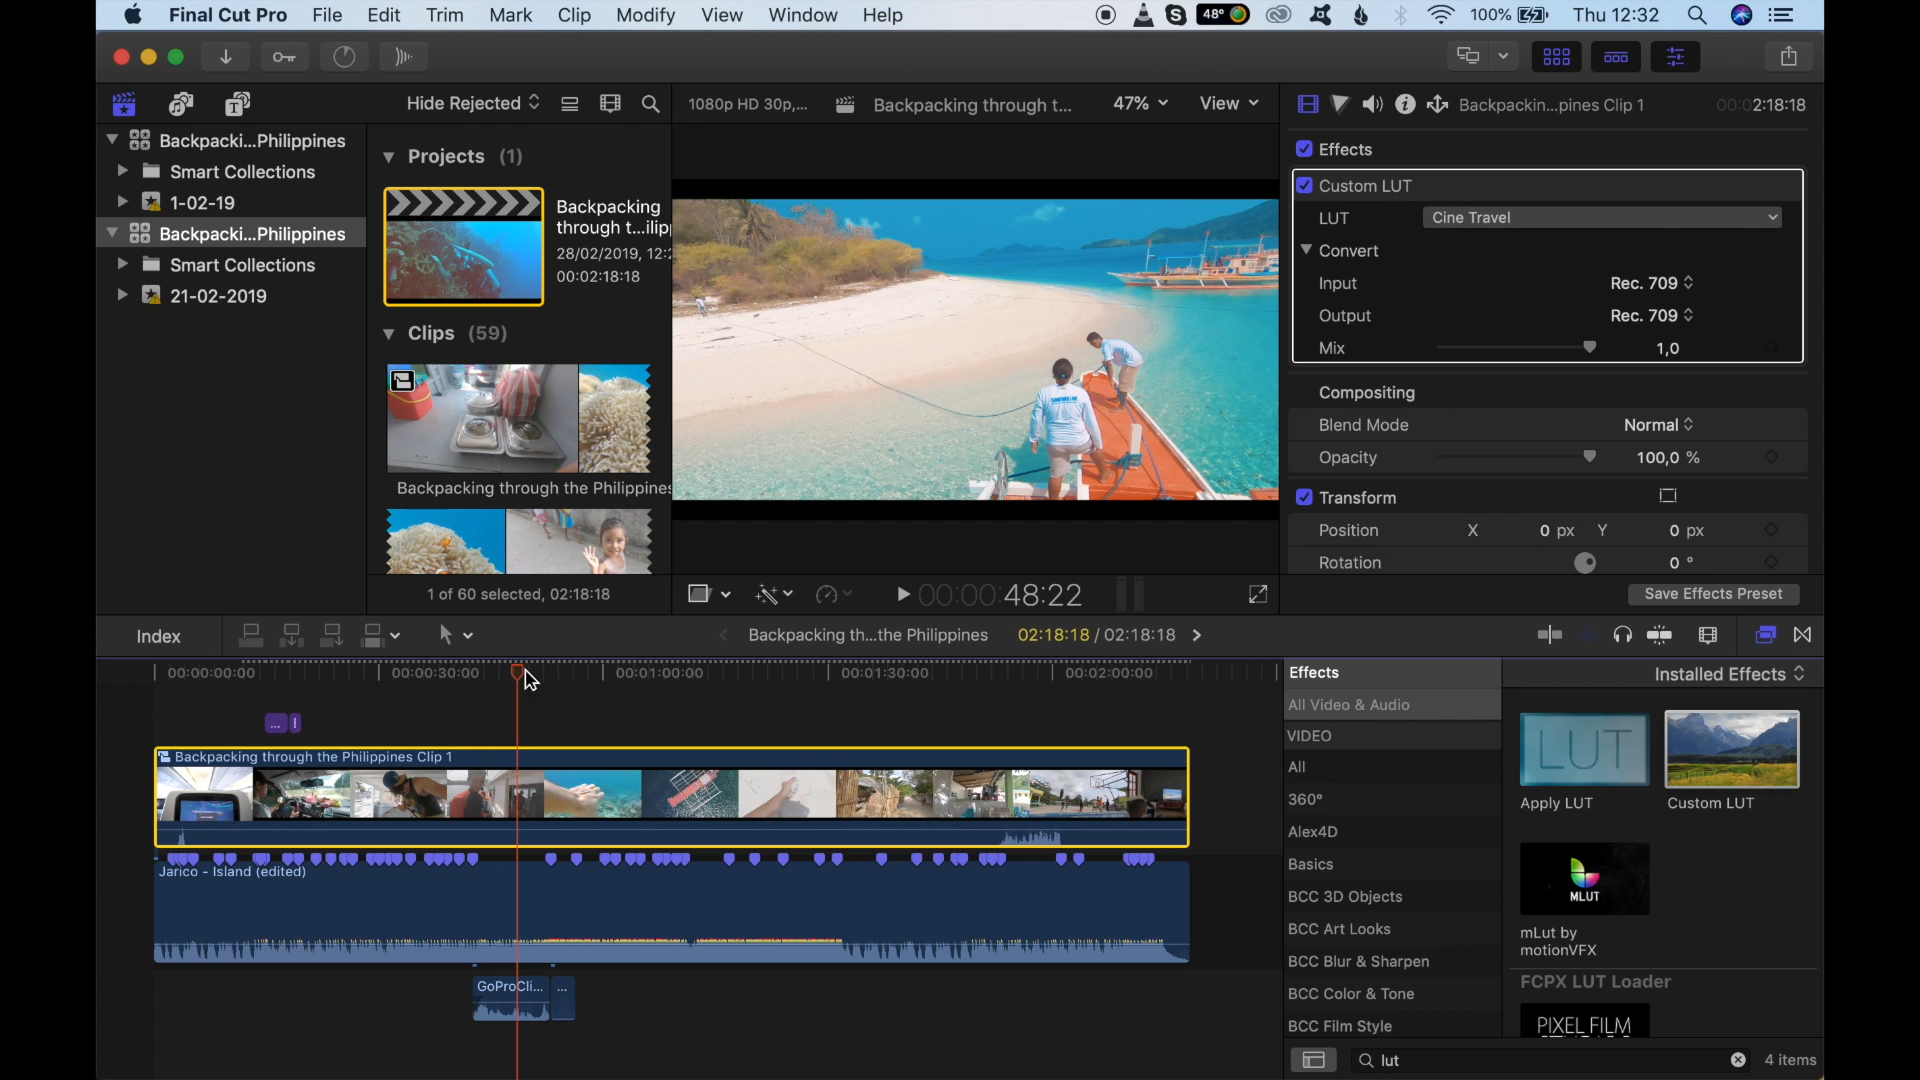 Final Cut Pro File Edit Trim Mark Clip Modify View Window Help 48° 100% Thu 12:32
Hide Rejected 1080p HD 30p,... Backpacking through t... 47% View Backpackin...pines Clip 1 00:02:18:18
Backpacki...Philippines
Smart Collections
1-02-19
Backpacki...Philippines
Smart Collections
21-02-2019
Projects (1)
Backpacking
through t...ilipp
28/02/2019, 12:2
00:02:18:18
Clips (59)
Backpacking through the Philippines
1 of 60 selected, 02:18:18
00:00:00:48:22
Effects
Custom LUT
LUT Cine Travel
Convert
Input Rec. 709
Output Rec. 709
Mix 1,0
Compositing
Blend Mode Normal
Opacity 100,0 %
Transform
Position X 0 px Y 0 px
Rotation 0 °
Save Effects Preset
Index Backpacking th...the Philippines 02:18:18 / 02:18:18
00:00:00:00 00:00:30:00 00:01:00:00 00:01:30:00 00:02:00:00
...
Backpacking through the Philippines Clip 1
Jarico - Island (edited)
GoProCli... ...
Effects Installed Effects
All Video & Audio
VIDEO
All
360°
Alex4D
Basics
BCC 3D Objects
BCC Art Looks
BCC Blur & Sharpen
BCC Color & Tone
BCC Film Style
LUT
Apply LUT
Custom LUT
MLUT
mLut by
motionVFX
FCPX LUT Loader
PIXEL FILM
lut 4 items